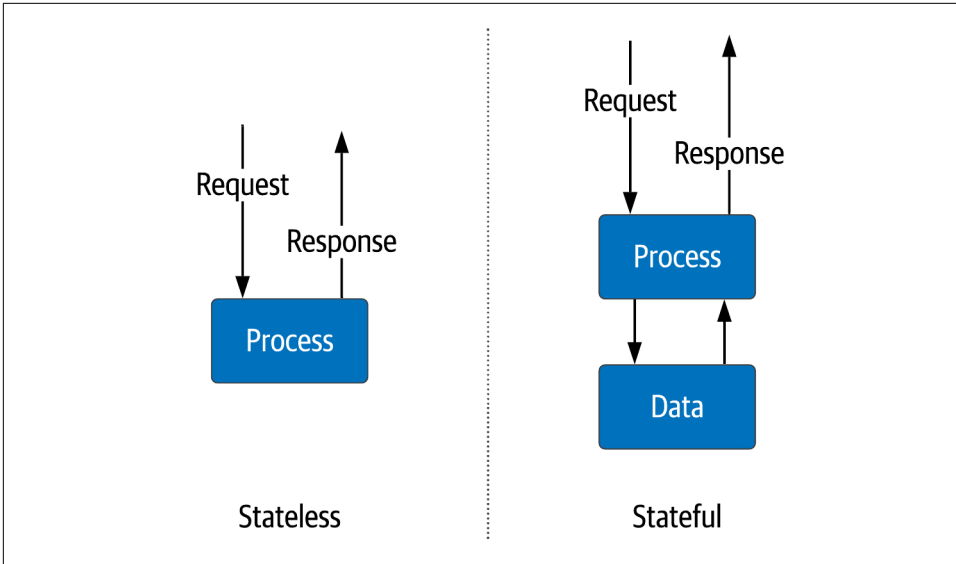 Request
Response
Process
Stateless
Request
Response
Process
Data
Stateful